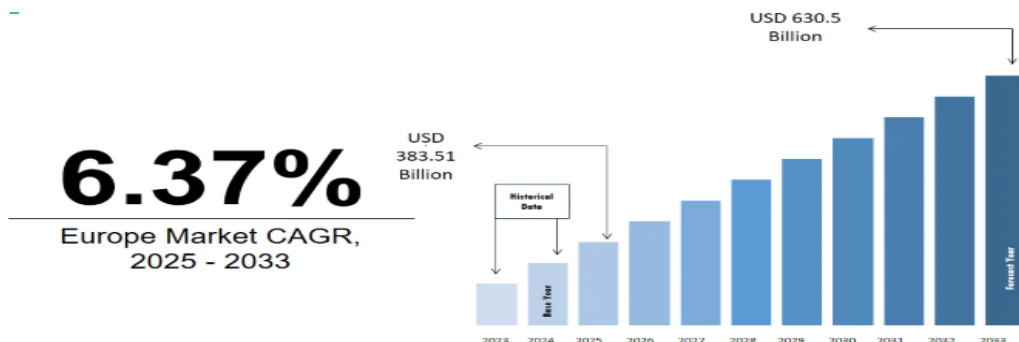 6.37%
Europe Market CAGR,
2025 - 2033
USD
383.51
Billion
Historical
Data
USD 630.5
Billion
Base Year
Forecast Year
2023 2024 2025 2026 2027 2028 2029 2030 2031 2032 2033